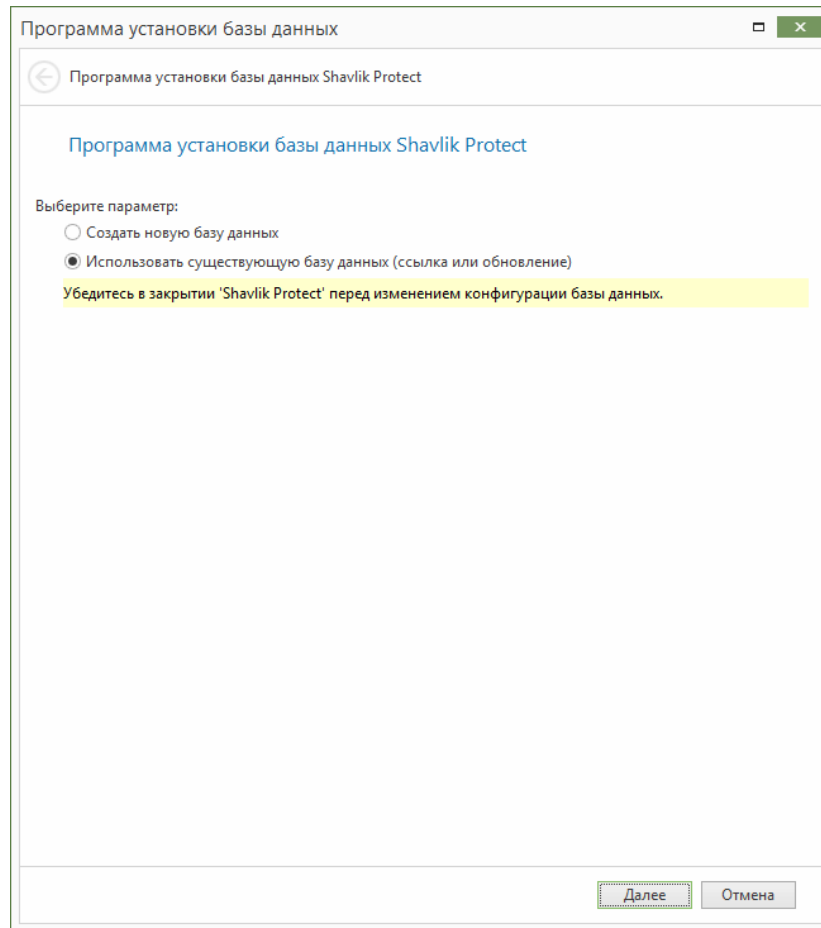 Программа установки базы данных
Программа установки базы данных Shavlik Protect
Программа установки базы данных Shavlik Protect
Выберите параметр:
Создать новую базу данных
Использовать существующую базу данных (ссылка или обновление)
Убедитесь в закрытии 'Shavlik Protect' перед изменением конфигурации базы данных.
Далее Отмена